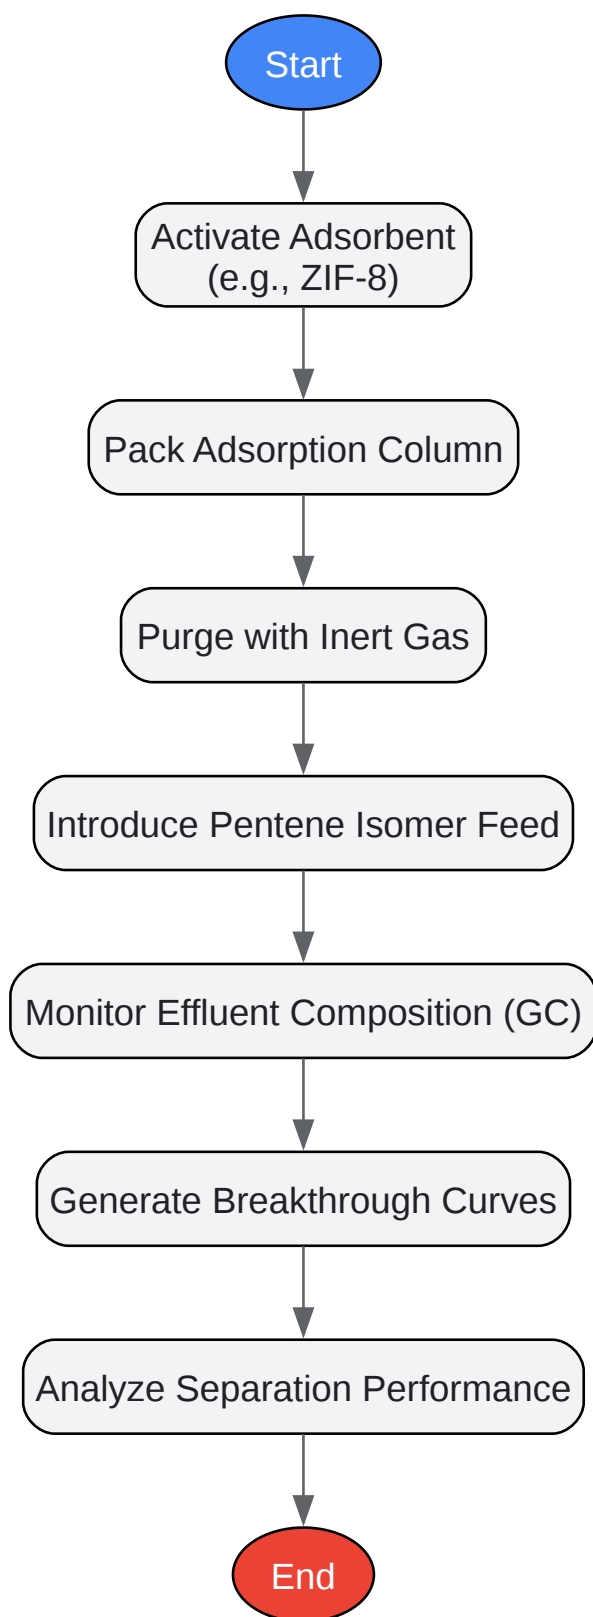 Start
Activate Adsorbent
(e.g., ZIF-8)
Pack Adsorption Column
Purge with Inert Gas
Introduce Pentene Isomer Feed
Monitor Effluent Composition (GC)
Generate Breakthrough Curves
Analyze Separation Performance
End